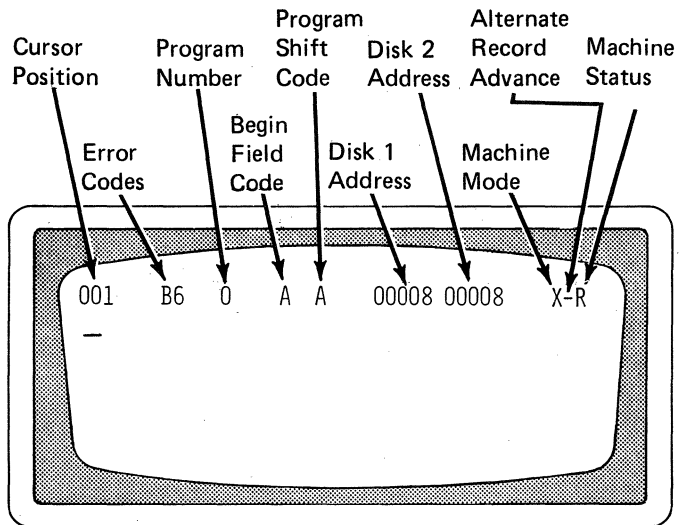 Cursor Position
Program Number
Program Shift Code
Disk 2 Address
Alternate Record Advance
Machine Status
Error Codes
Begin Field Code
Disk 1 Address
Machine Mode
001 B6 0 A A 00008 00008 X-R
_